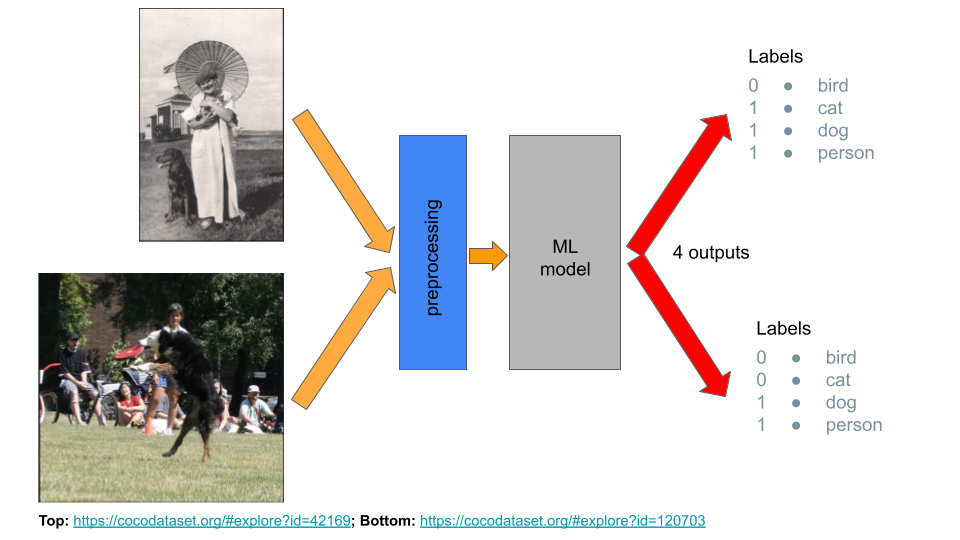 Labels
0 ● bird
1 ● cat
1 ● dog
1 ● person
preprocessing
ML
model
4 outputs
Labels
0 ● bird
0 ● cat
1 ● dog
1 ● person
Top: https://cocodataset.org/#explore?id=42169; Bottom: https://cocodataset.org/#explore?id=120703